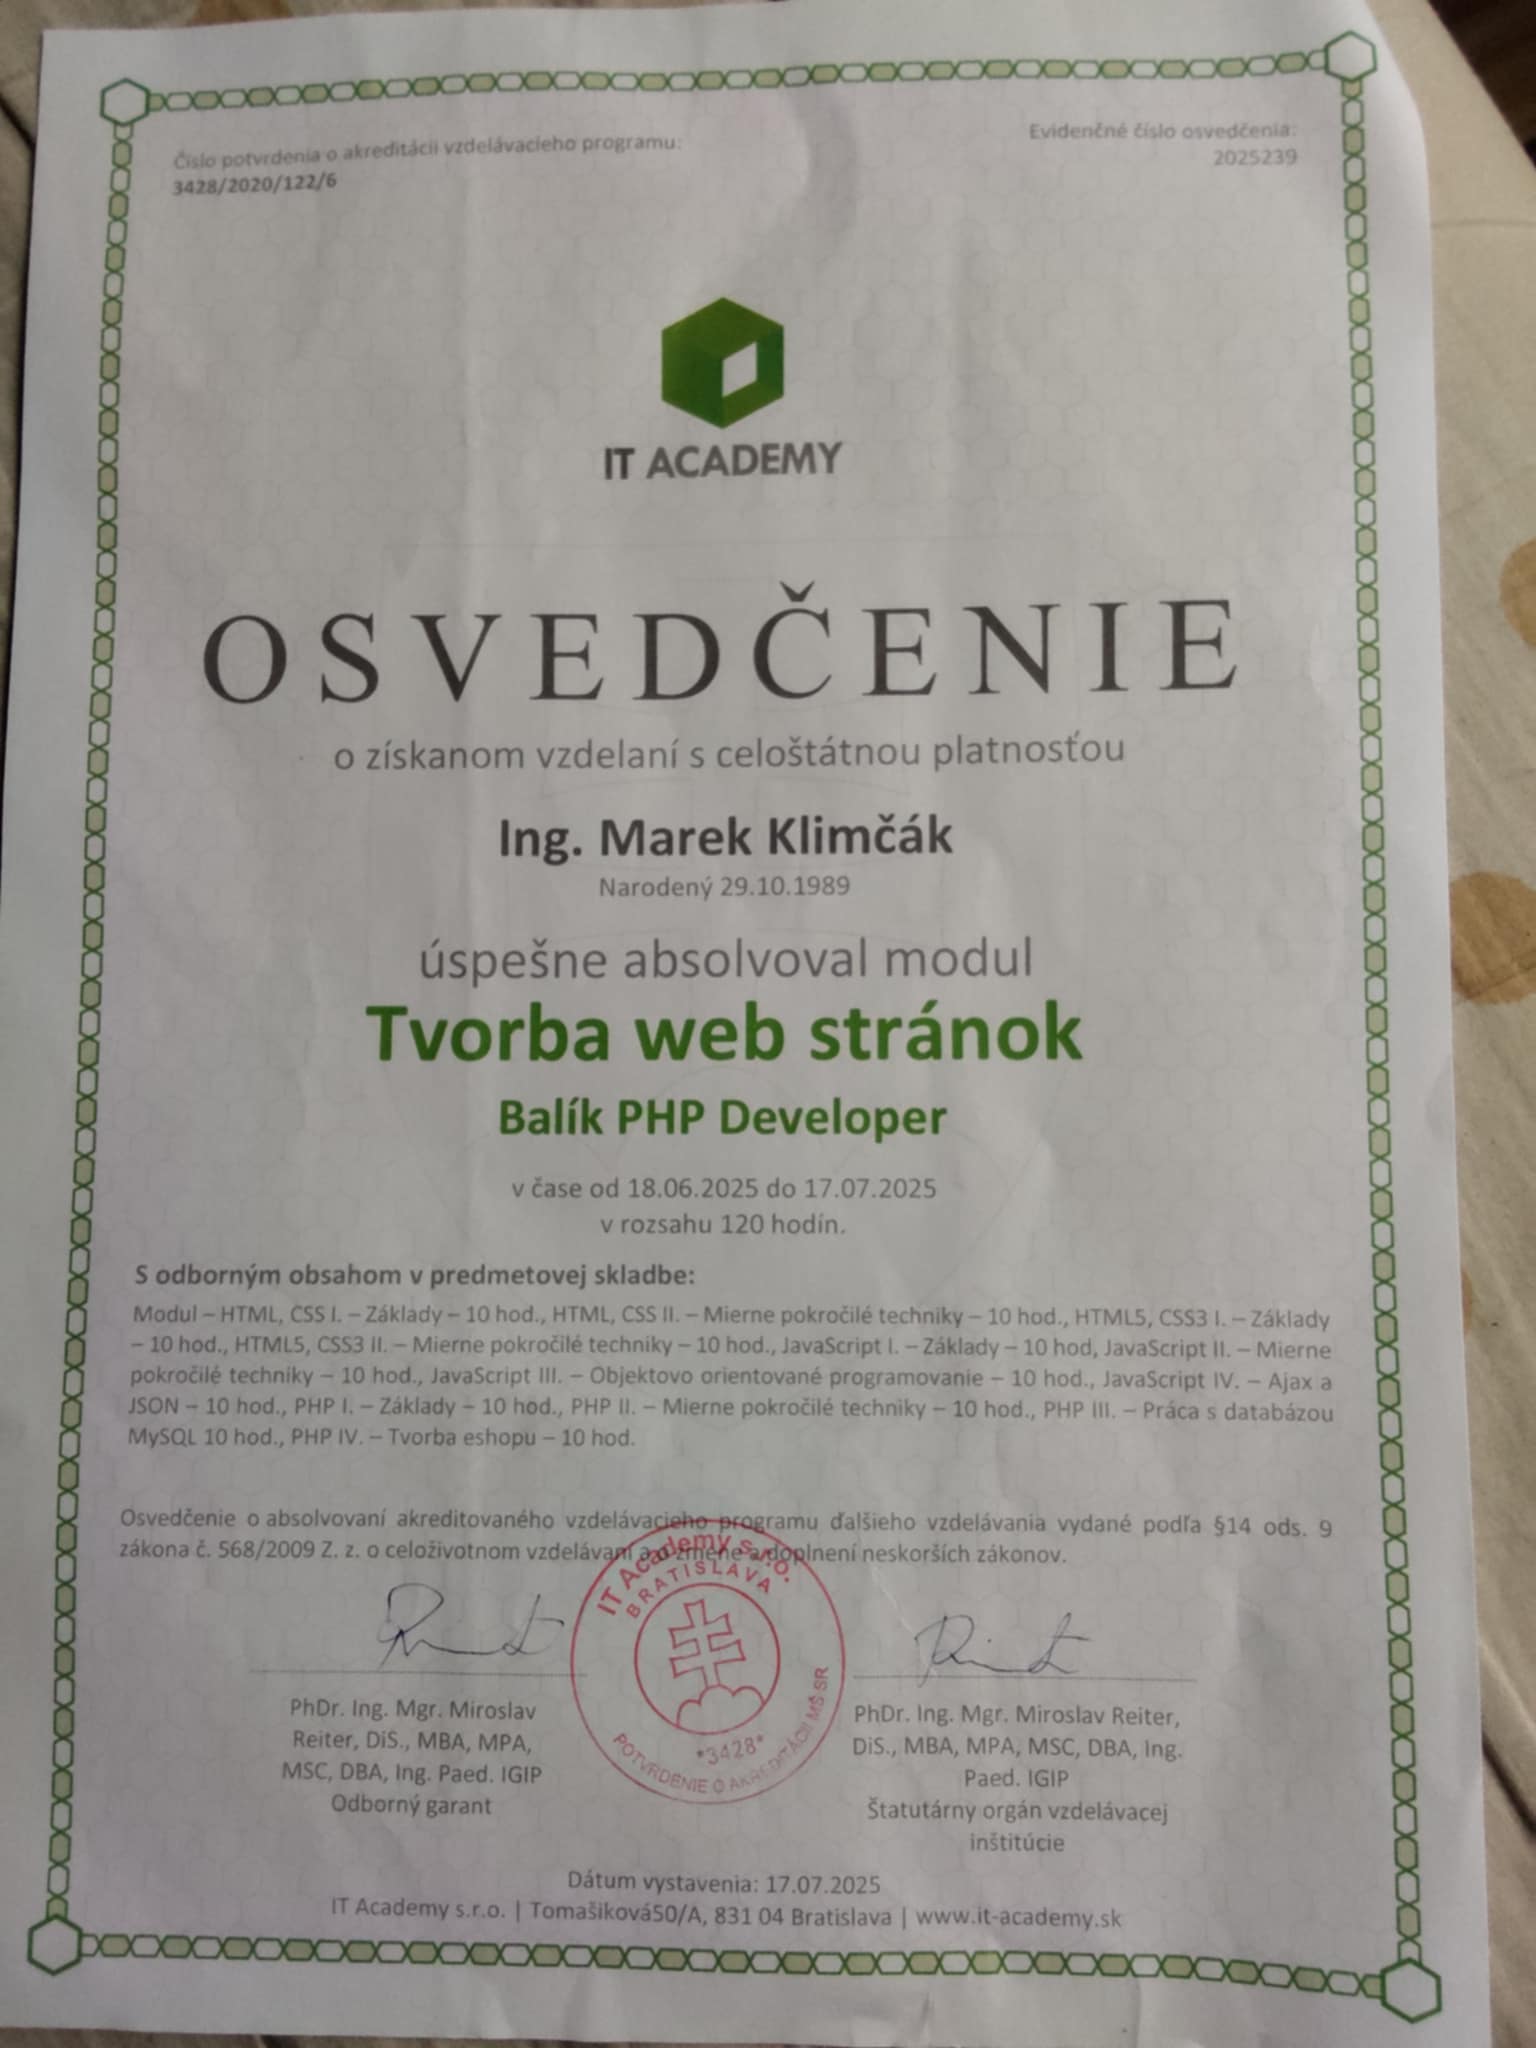 Číslo potvrdenia o akreditácii vzdelávacieho programu:
3428/2020/122/6
Evidenčné číslo osvedčenia:
2025239
IT ACADEMY
OSVEDČENIE
o získanom vzdelaní s celoštátnou platnosťou
Ing. Marek Klimčák
Narodený 29.10.1989
úspešne absolvoval modul
Tvorba web stránok
Balík PHP Developer
v čase od 18.06.2025 do 17.07.2025
v rozsahu 120 hodín.
S odborným obsahom v predmetovej skladbe:
Modul – HTML, CSS I. – Základy – 10 hod., HTML, CSS II. – Mierne pokročilé techniky – 10 hod., HTML5, CSS3 I. – Základy
– 10 hod., HTML5, CSS3 II. – Mierne pokročilé techniky – 10 hod., JavaScript I. – Základy – 10 hod, JavaScript II. – Mierne
pokročilé techniky – 10 hod., JavaScript III. – Objektovo orientované programovanie – 10 hod., JavaScript IV. – Ajax a
JSON – 10 hod., PHP I. – Základy – 10 hod., PHP II. – Mierne pokročilé techniky – 10 hod., PHP III. – Práca s databázou
MySQL 10 hod., PHP IV. – Tvorba eshopu – 10 hod.
Osvedčenie o absolvovaní akreditovaného vzdelávacieho programu ďalšieho vzdelávania vydané podľa §14 ods. 9
zákona č. 568/2009 Z. z. o celoživotnom vzdelávaní a o zmene a doplnení neskorších zákonov.
IT Academy s.r.o.
BRATISLAVA
*3428*
POTVRDENIE O AKREDITÁCII MŠ SR
PhDr. Ing. Mgr. Miroslav
Reiter, DiS., MBA, MPA,
MSC, DBA, Ing. Paed. IGIP
Odborný garant
PhDr. Ing. Mgr. Miroslav Reiter,
DiS., MBA, MPA, MSC, DBA, Ing.
Paed. IGIP
Štatutárny orgán vzdelávacej
inštitúcie
Dátum vystavenia: 17.07.2025
IT Academy s.r.o. | Tomašiková50/A, 831 04 Bratislava | www.it-academy.sk